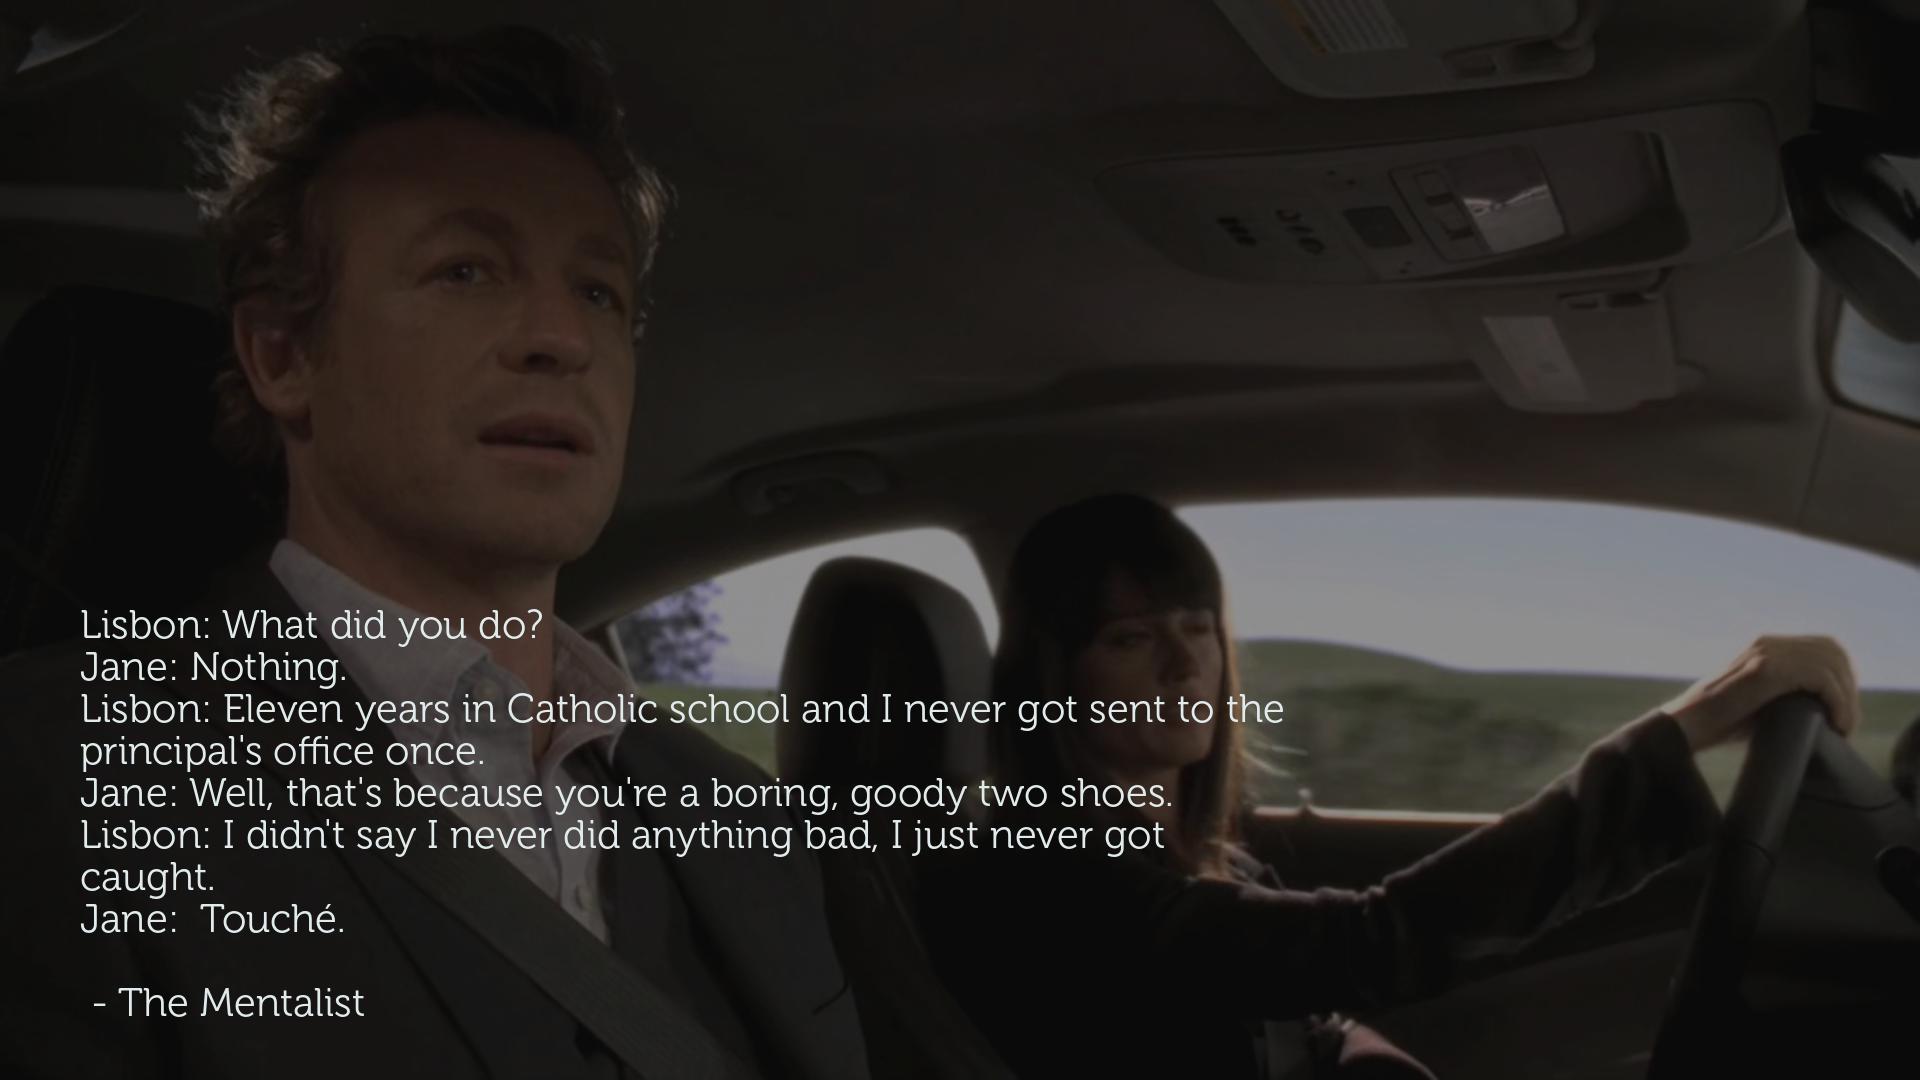 Lisbon: What did you do?
Jane: Nothing.
Lisbon: Eleven years in Catholic school and I never got sent to the
principal's office once.
Jane: Well, that's because you're a boring, goody two shoes.
Lisbon: I didn't say I never did anything bad, I just never got
caught.
Jane:  Touché.
- The Mentalist